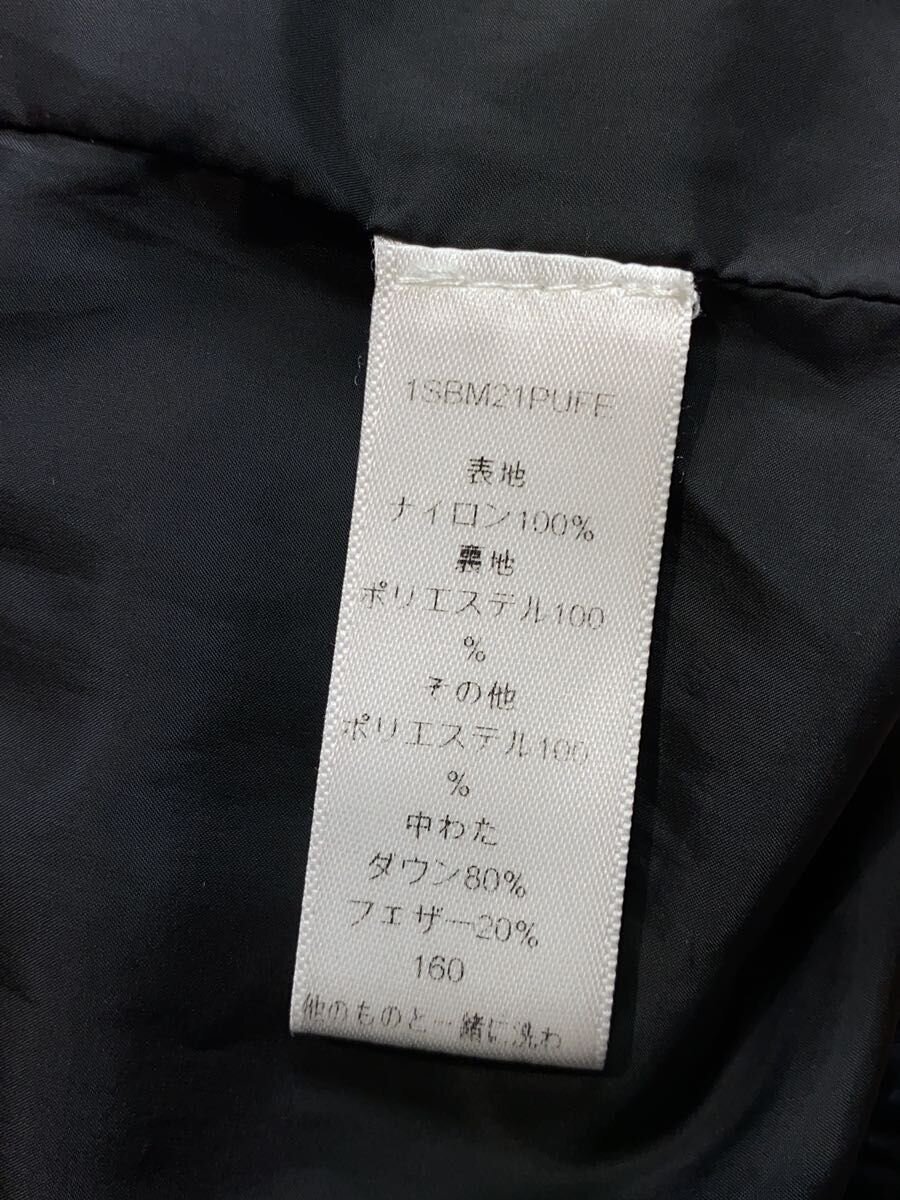 1SBM21PUFE
表地
ナイロン100%
裏地
ポリエステル100
%
その他
ポリエステル100
%
中わた
ダウン80%
フェザー20%
160
他のものと一緒に洗わ